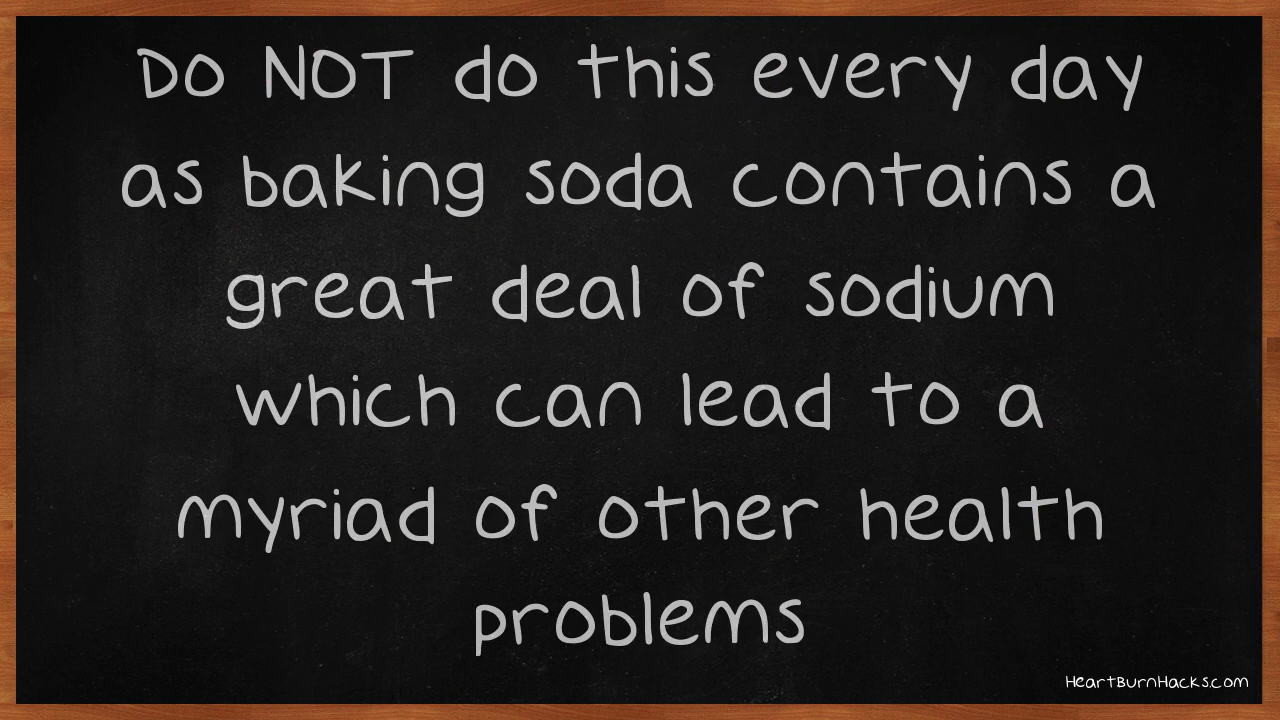 Do NOT do this every day
as baking soda contains a
great deal of sodium
which can lead to a
myriad of other health
problems
HeartBurnHacks.com